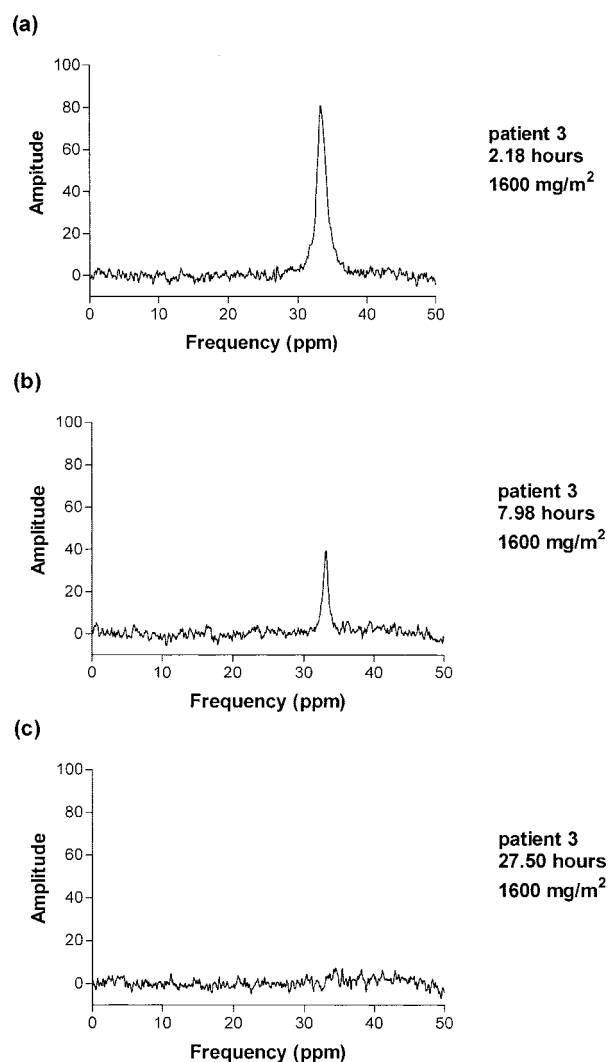 (a)
100
80
60
40
20
0
Ampitude
0 10 20 30 40 50
Frequency (ppm)
patient 3
2.18 hours
1600 mg/m²
(b)
100
80
60
40
20
0
Amplitude
0 10 20 30 40 50
Frequency (ppm)
patient 3
7.98 hours
1600 mg/m²
(c)
100
80
60
40
20
0
Amplitude
0 10 20 30 40 50
Frequency (ppm)
patient 3
27.50 hours
1600 mg/m²